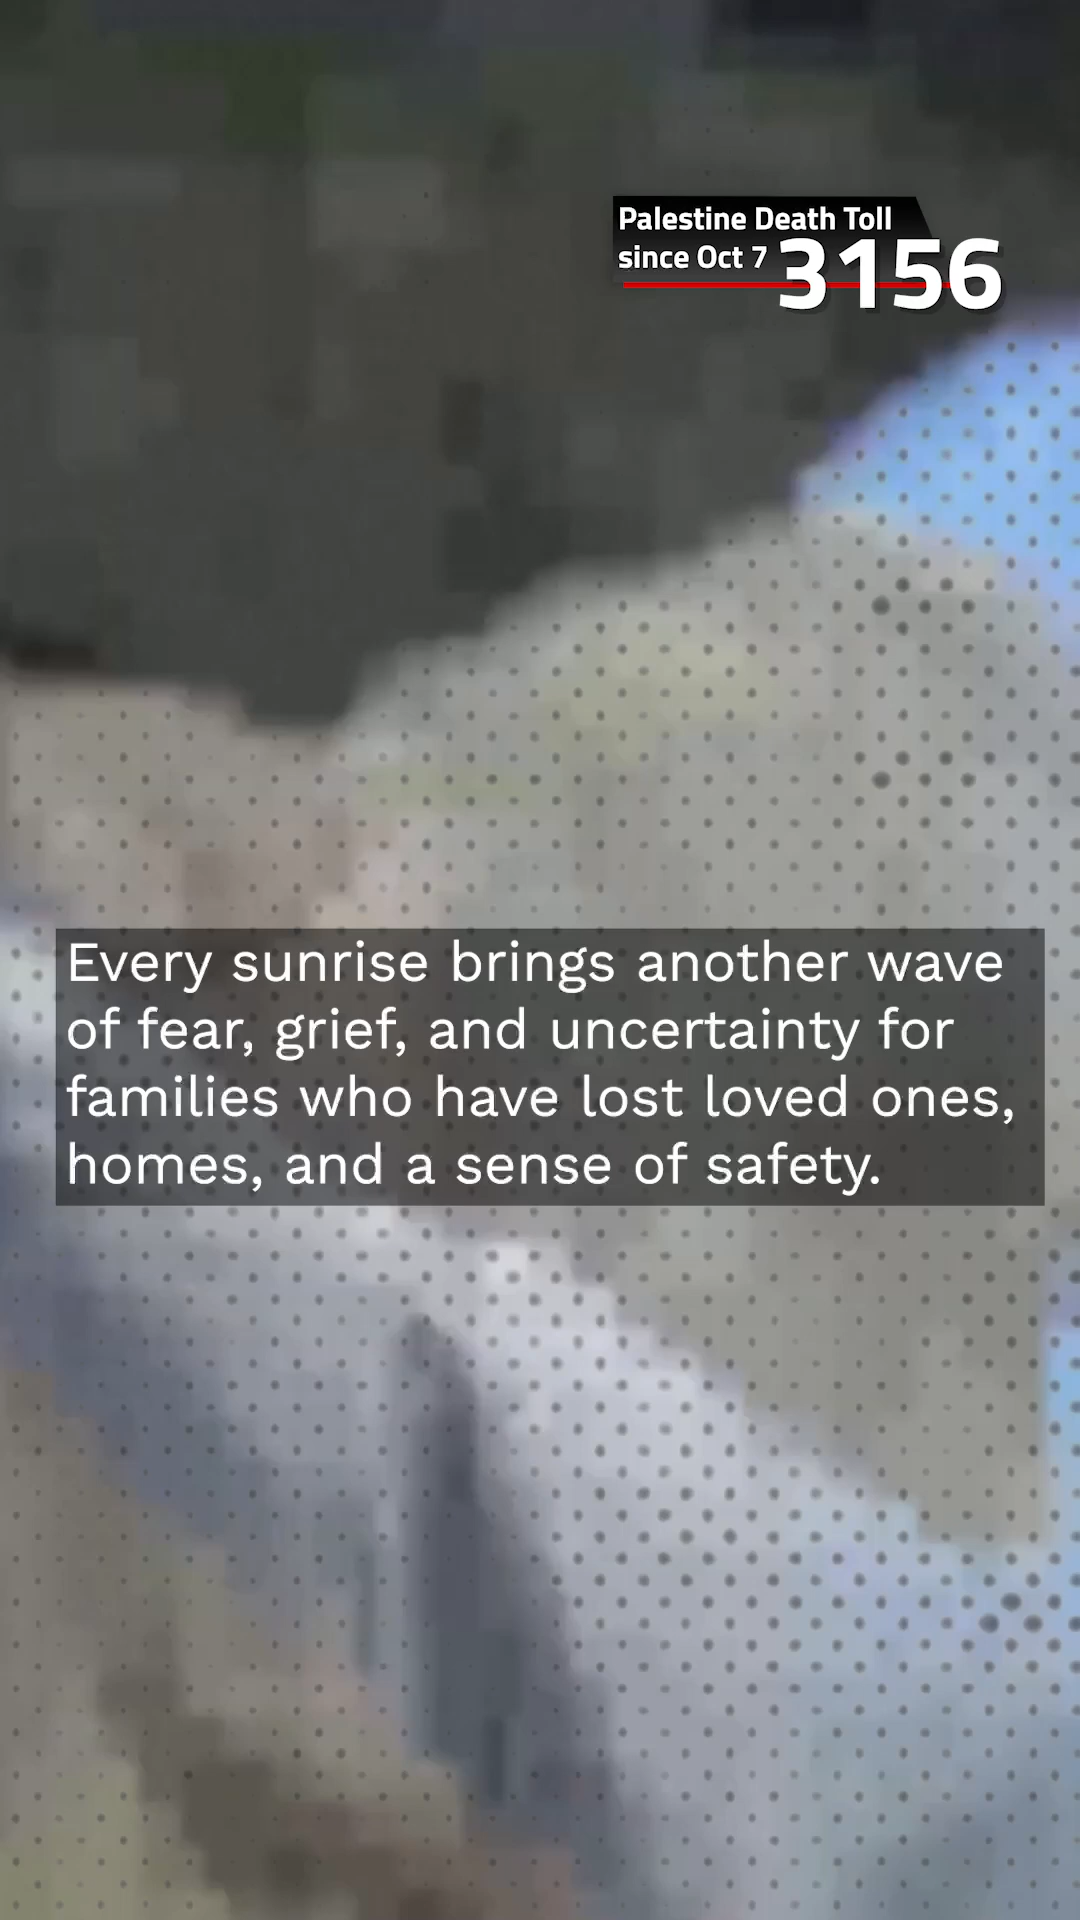 Palestine Death Toll
since Oct 7 3156
Every sunrise brings another wave
of fear, grief, and uncertainty for
families who have lost loved ones,
homes, and a sense of safety.